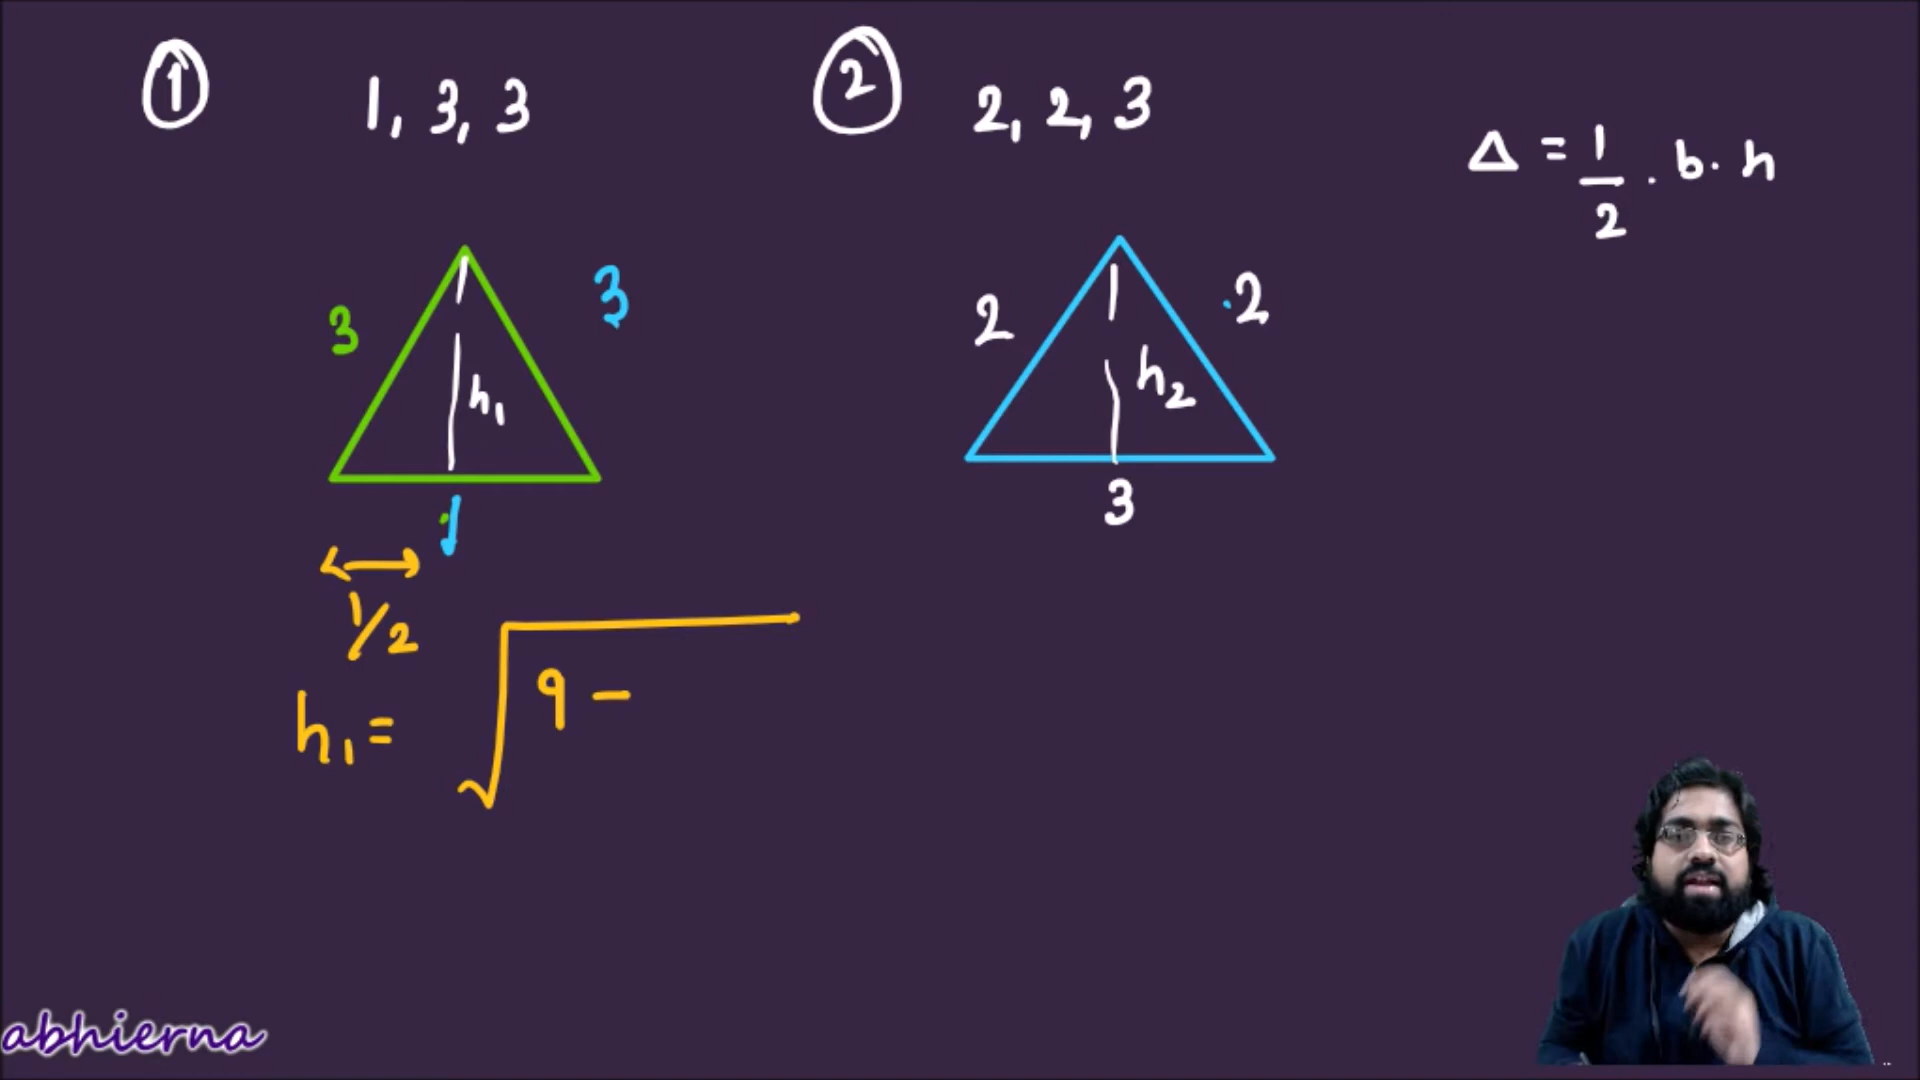 ① 1, 3, 3
② 2, 2, 3
Δ = 1/2 . b . h
3
3
h₁
1
2
2
h₂
3
1/2
h₁ = √9 -
abhierna